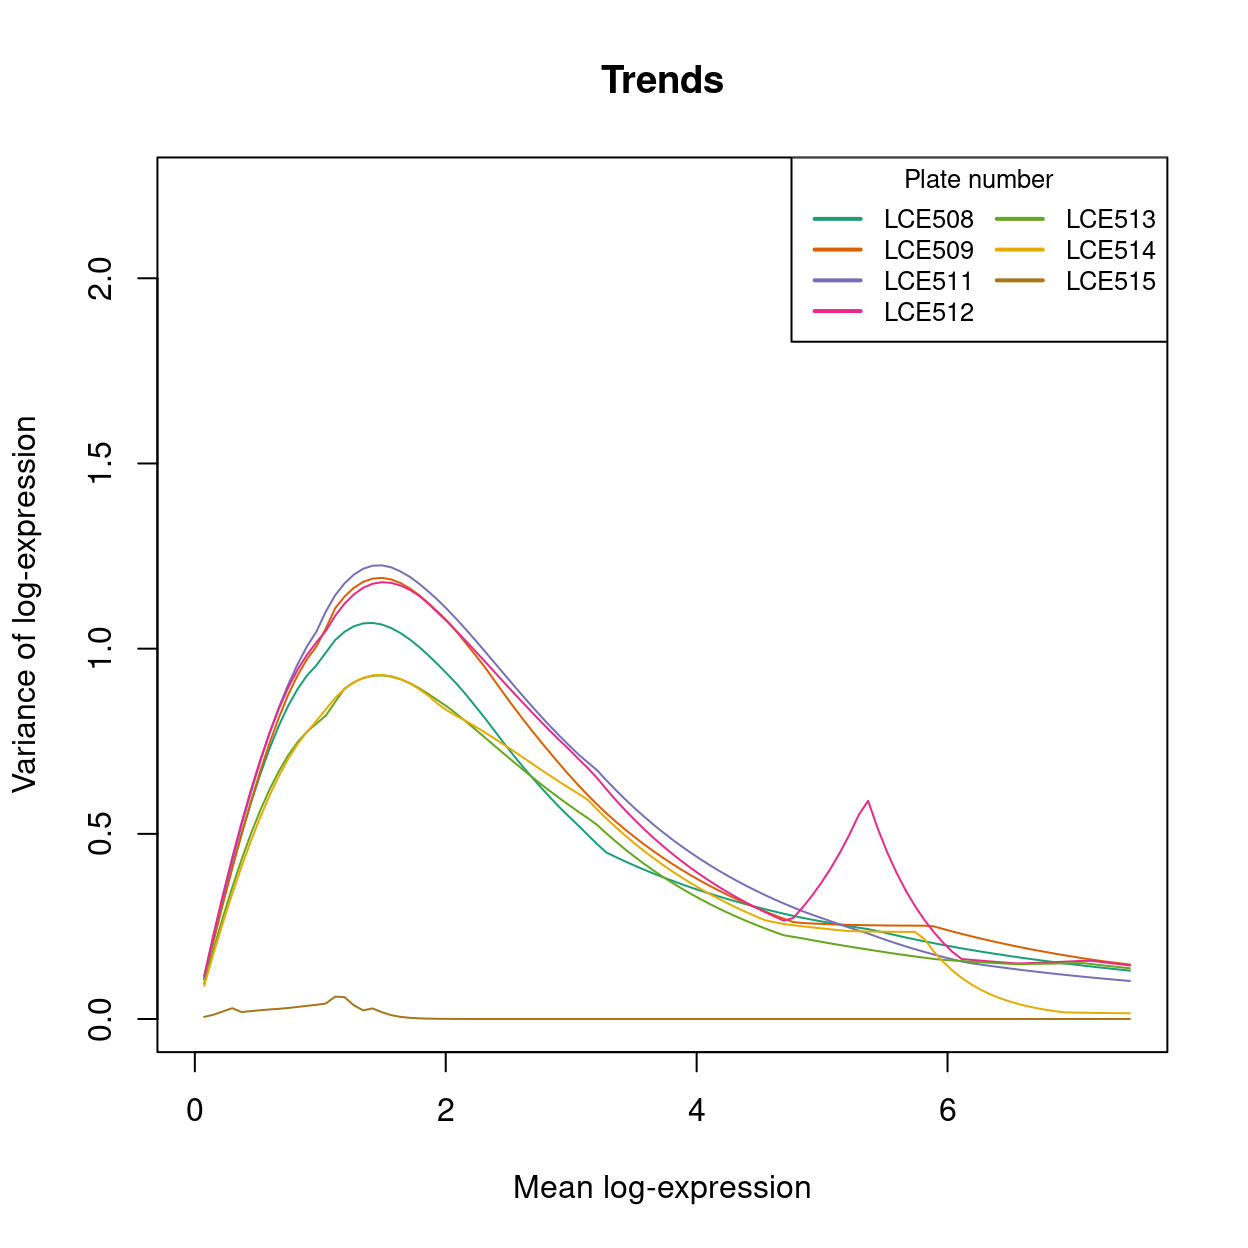 Trends
Plate number
LCE508
LCE509
LCE511
LCE512
LCE513
LCE514
LCE515
Variance of log-expression
2.0
1.5
1.0
0.5
0.0
0 2 4 6
Mean log-expression